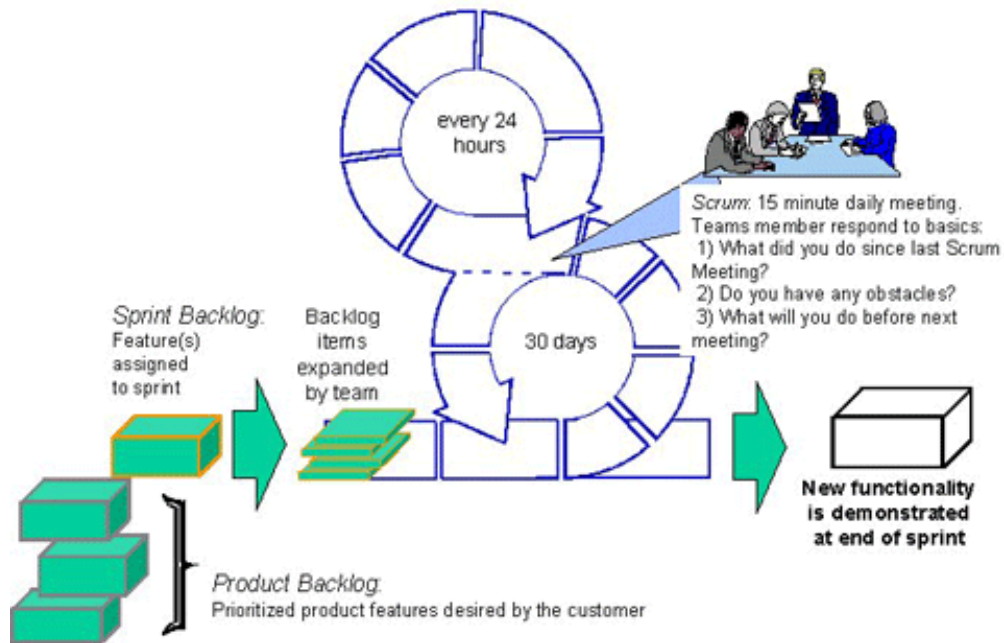 every 24
hours
Scrum: 15 minute daily meeting.
Teams member respond to basics:
1) What did you do since last Scrum
Meeting?
2) Do you have any obstacles?
3) What will you do before next
meeting?
Sprint Backlog:
Feature(s)
assigned
to sprint
Backlog
items
expanded
by team
30 days
New functionality
is demonstrated
at end of sprint
Product Backlog:
Prioritized product features desired by the customer